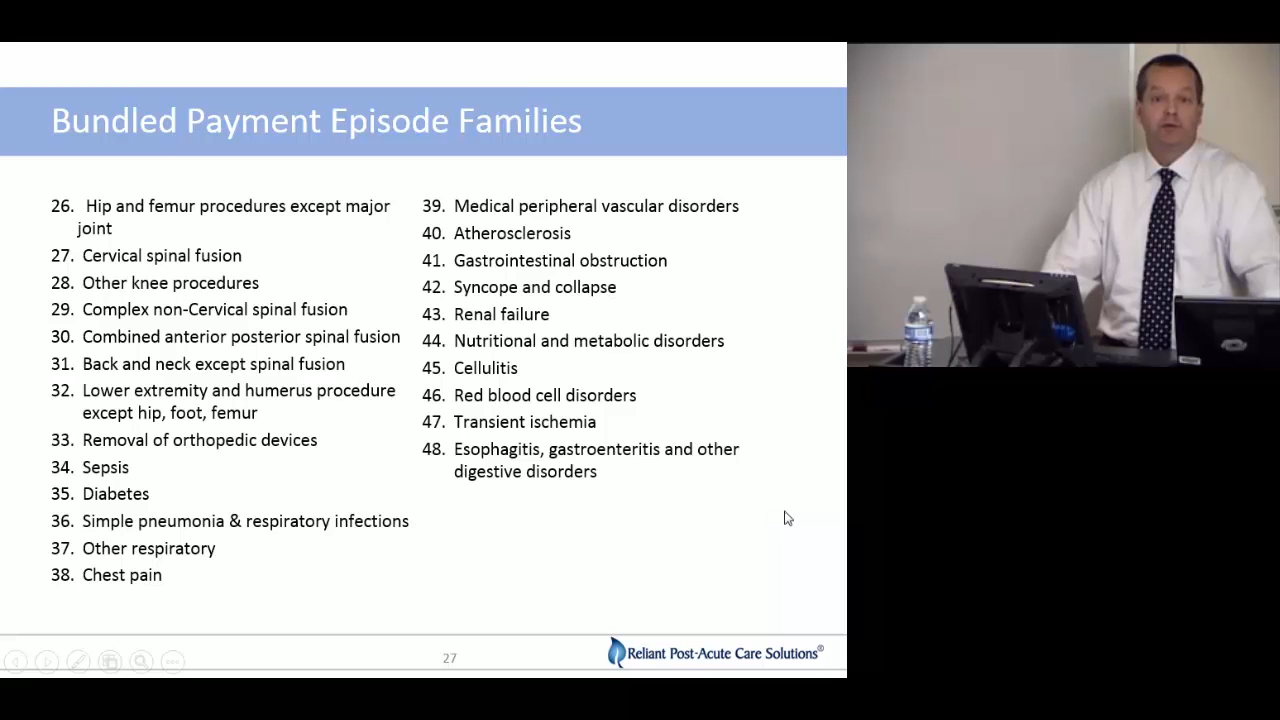 Bundled Payment Episode Families
26. Hip and femur procedures except major
joint
27. Cervical spinal fusion
28. Other knee procedures
29. Complex non-Cervical spinal fusion
30. Combined anterior posterior spinal fusion
31. Back and neck except spinal fusion
32. Lower extremity and humerus procedure
except hip, foot, femur
33. Removal of orthopedic devices
34. Sepsis
35. Diabetes
36. Simple pneumonia & respiratory infections
37. Other respiratory
38. Chest pain
39. Medical peripheral vascular disorders
40. Atherosclerosis
41. Gastrointestinal obstruction
42. Syncope and collapse
43. Renal failure
44. Nutritional and metabolic disorders
45. Cellulitis
46. Red blood cell disorders
47. Transient ischemia
48. Esophagitis, gastroenteritis and other
digestive disorders
27
Reliant Post-Acute Care Solutions®